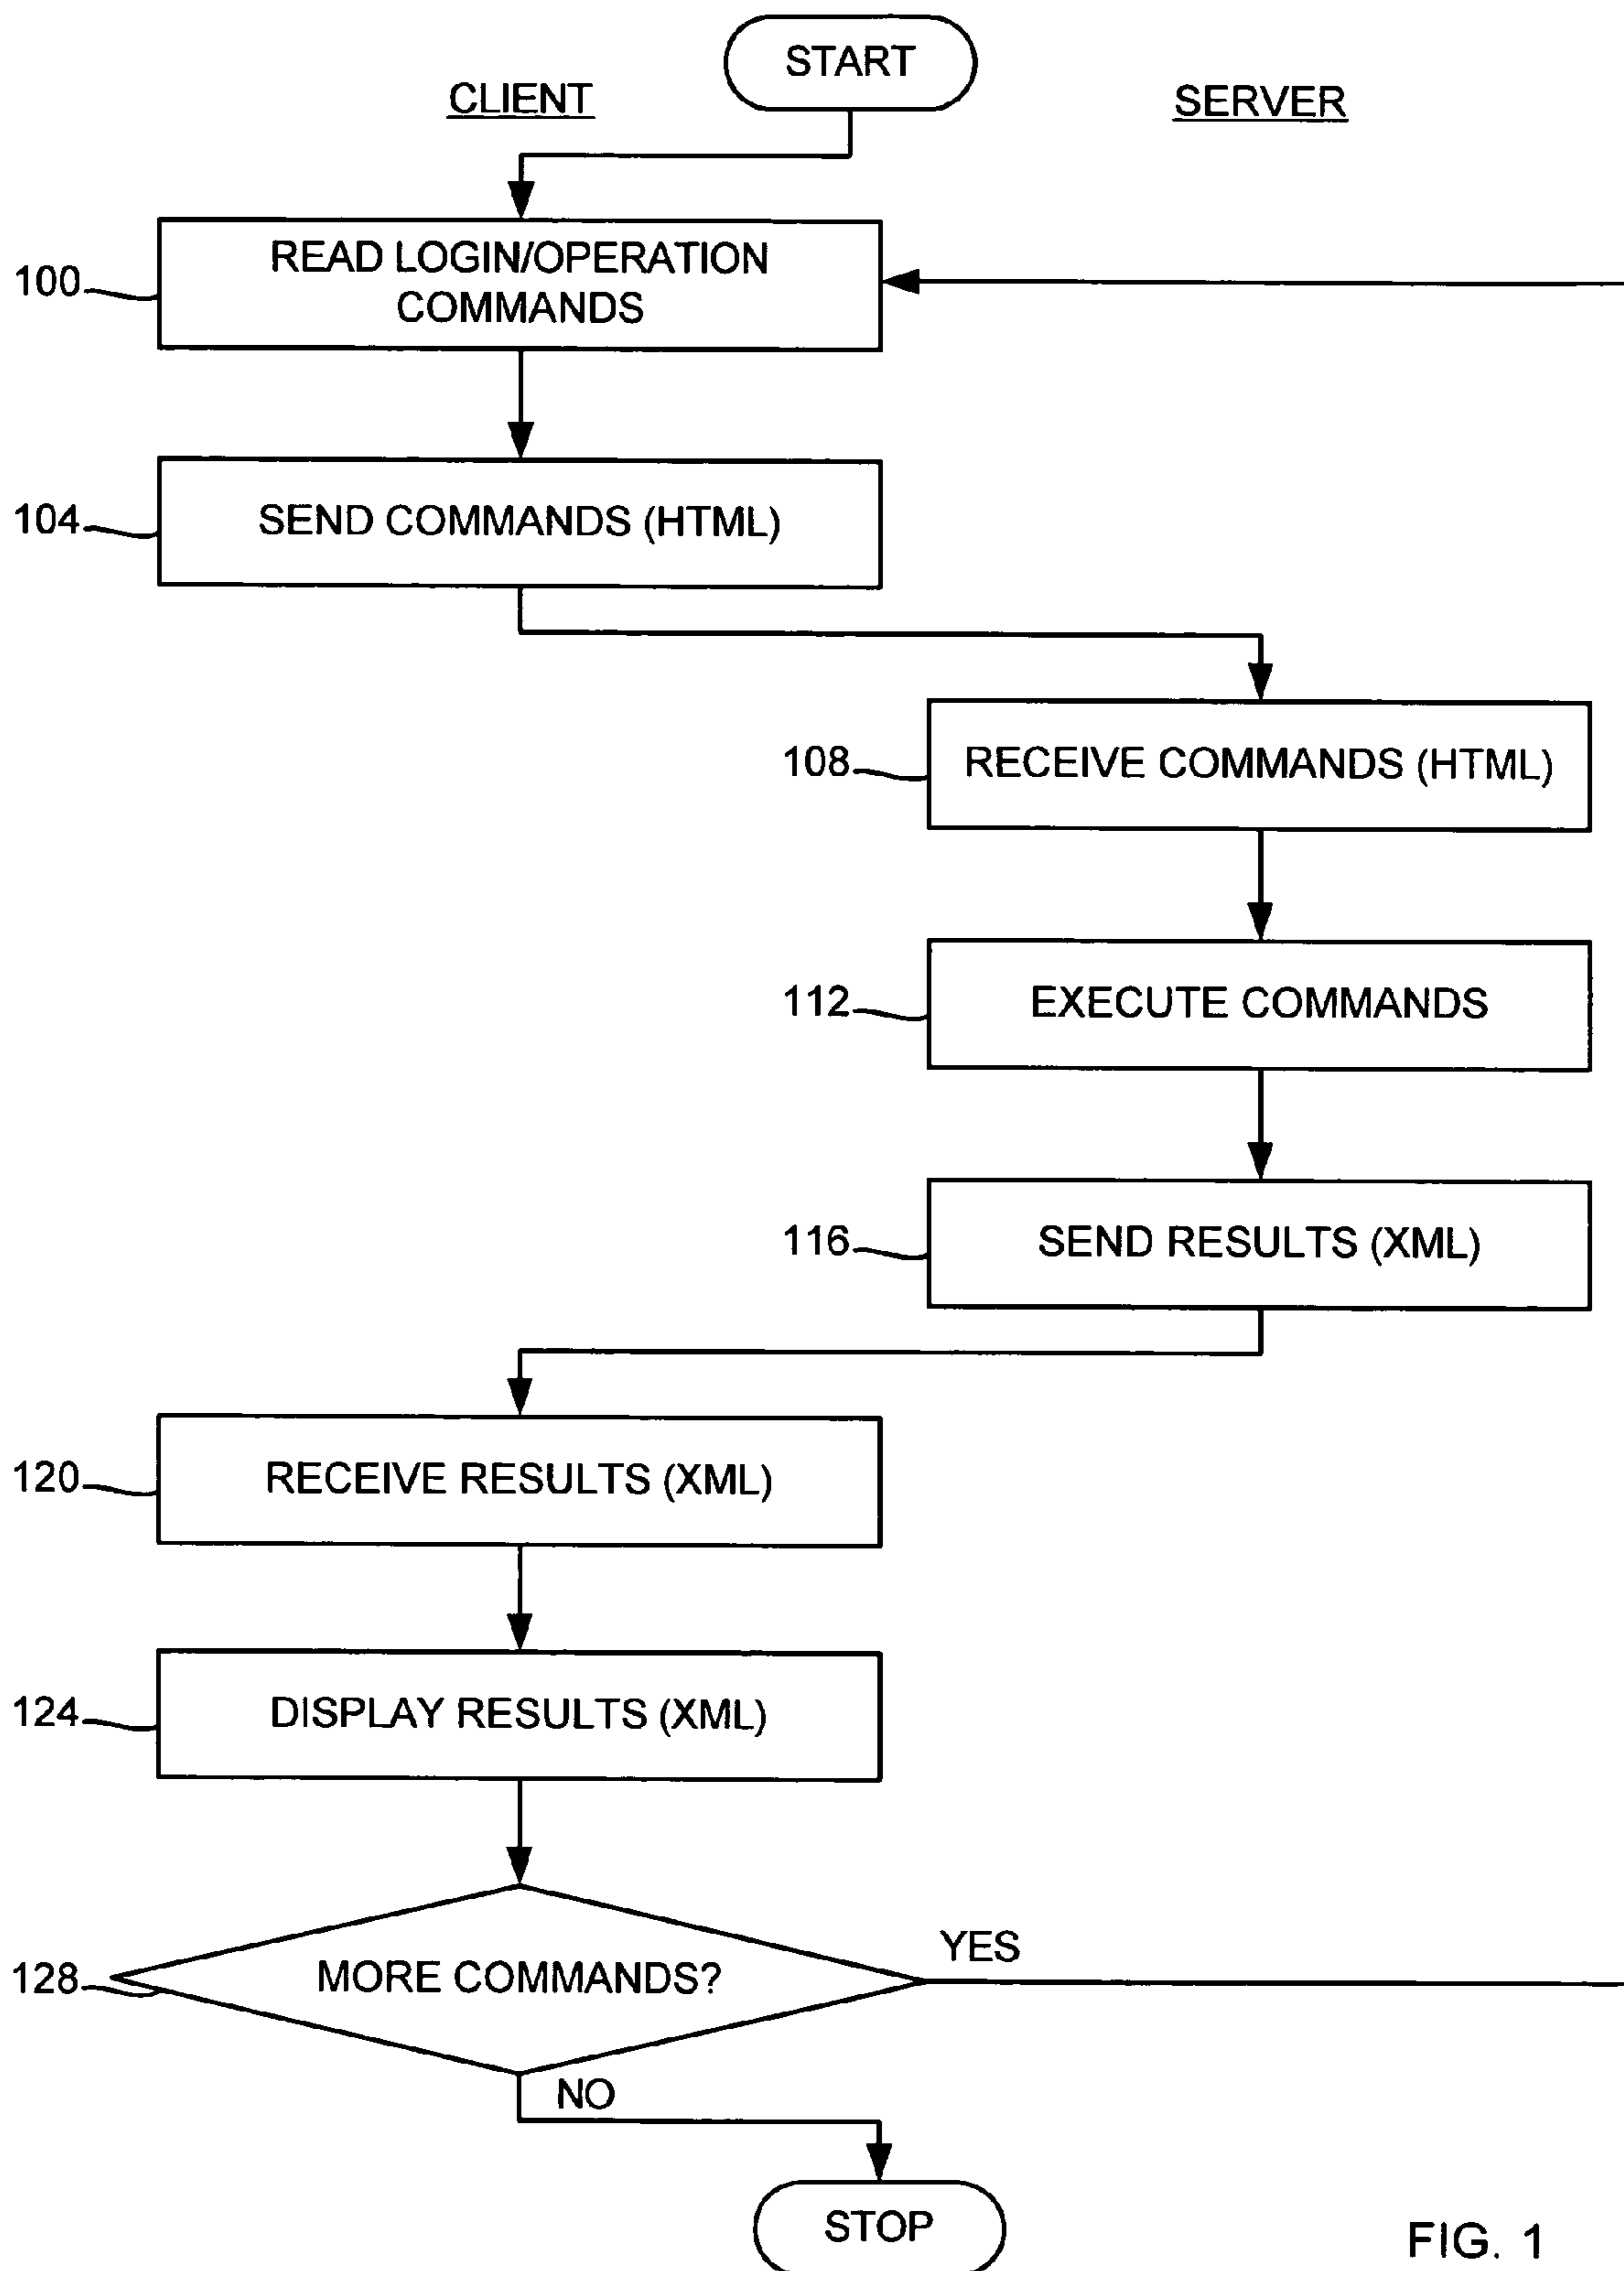 START
CLIENT
SERVER
100
READ LOGIN/OPERATION
COMMANDS
104
SEND COMMANDS (HTML)
108
RECEIVE COMMANDS (HTML)
112
EXECUTE COMMANDS
116
SEND RESULTS (XML)
120
RECEIVE RESULTS (XML)
124
DISPLAY RESULTS (XML)
128
MORE COMMANDS?
YES
NO
STOP
FIG. 1